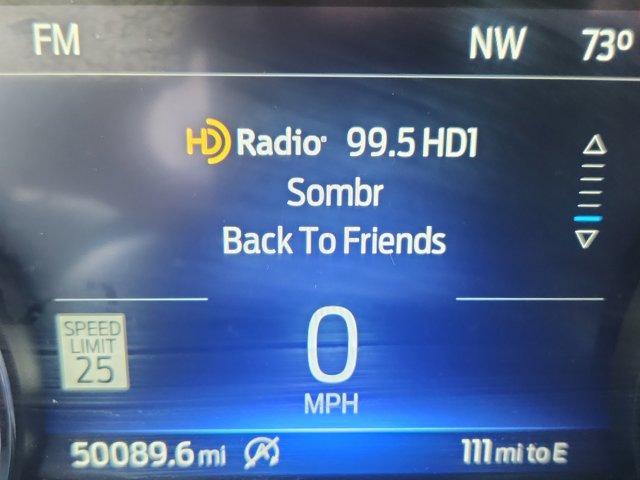 FM NW 73°
HD Radio® 99.5 HD1
Sombr
Back To Friends
SPEED
LIMIT
25
0
MPH
50089.6 mi A 111 mi to E